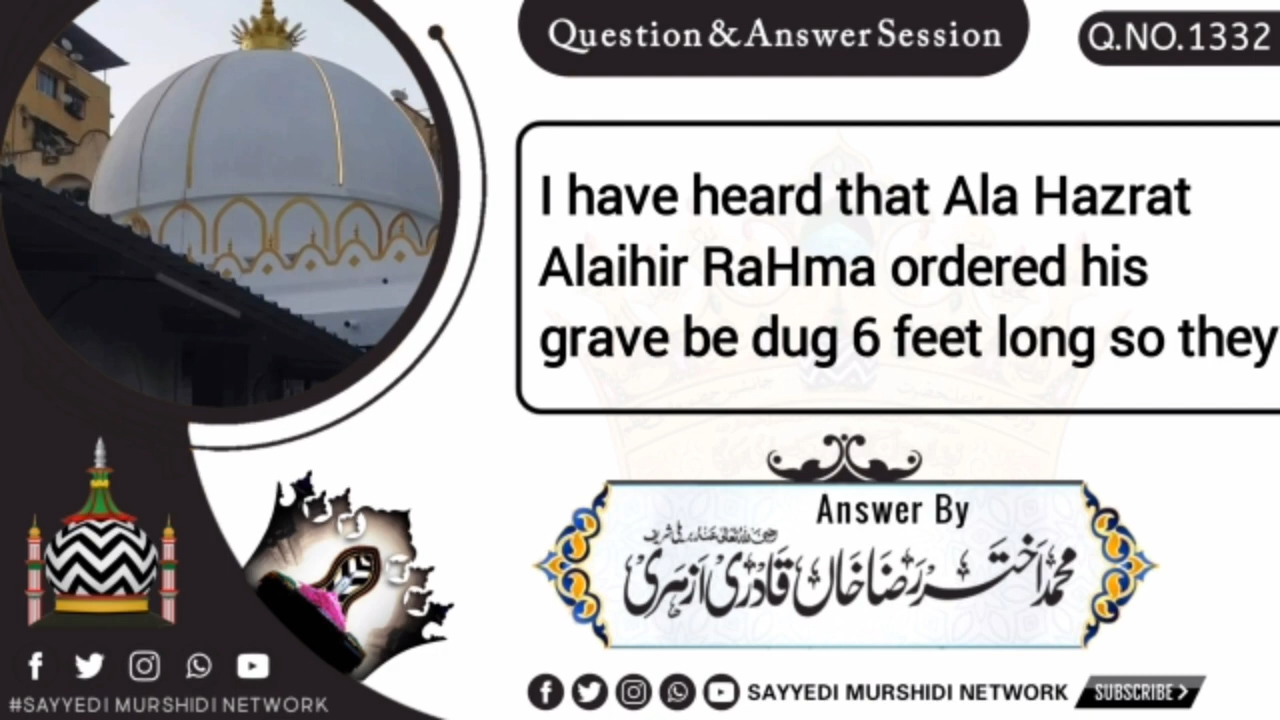 Question & Answer Session
Q.NO.1332
I have heard that Ala Hazrat
Alaihir RaHma ordered his
grave be dug 6 feet long so they
Answer By
محمد اختر رضا خاں قادری ازہری
#SAYYEDI MURSHIDI NETWORK
SAYYEDI MURSHIDI NETWORK
SUBSCRIBE >